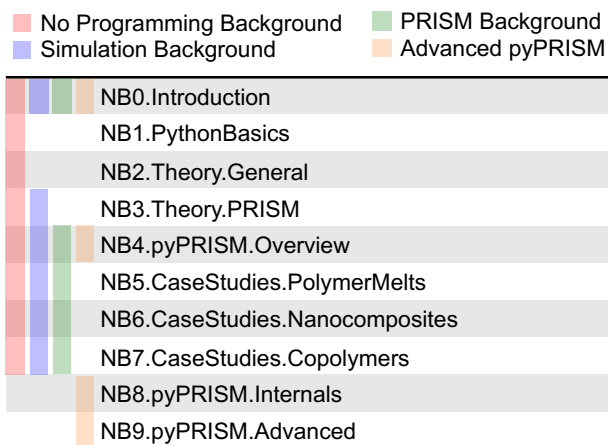 No Programming Background
PRISM Background
Simulation Background
Advanced pyPRISM
NB0.Introduction
NB1.PythonBasics
NB2.Theory.General
NB3.Theory.PRISM
NB4.pyPRISM.Overview
NB5.CaseStudies.PolymerMelts
NB6.CaseStudies.Nanocomposites
NB7.CaseStudies.Copolymers
NB8.pyPRISM.Internals
NB9.pyPRISM.Advanced